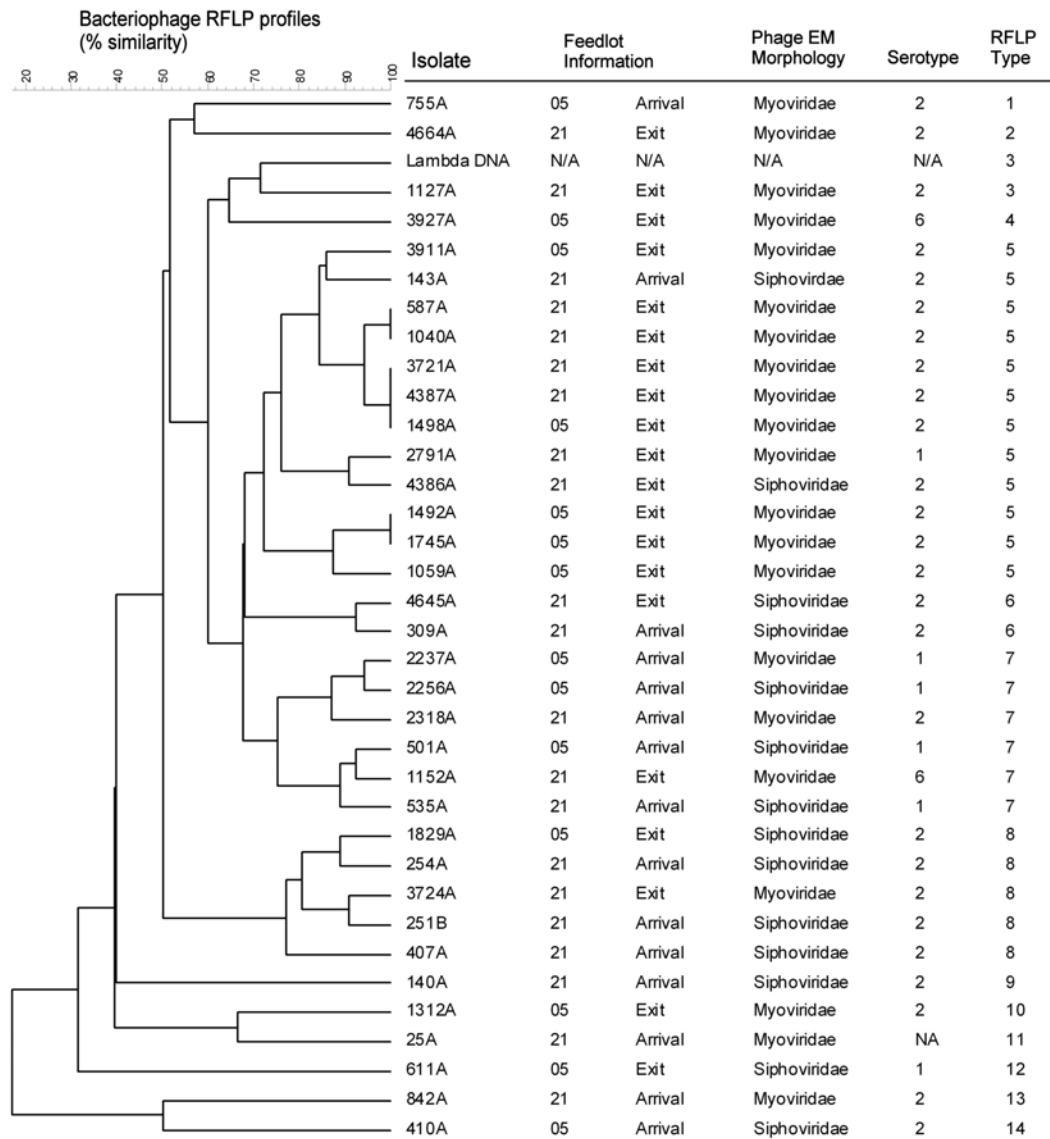 Bacteriophage RFLP profiles
(% similarity)
20 30 40 50 60 70 80 90 100
Isolate Feedlot Information Phage EM Morphology Serotype RFLP Type
755A 05 Arrival Myoviridae 2 1
4664A 21 Exit Myoviridae 2 2
Lambda DNA N/A N/A N/A N/A 3
1127A 21 Exit Myoviridae 2 3
3927A 05 Exit Myoviridae 6 4
3911A 05 Exit Myoviridae 2 5
143A 21 Arrival Siphovirdae 2 5
587A 21 Exit Myoviridae 2 5
1040A 21 Exit Myoviridae 2 5
3721A 21 Exit Myoviridae 2 5
4387A 21 Exit Myoviridae 2 5
1498A 05 Exit Myoviridae 2 5
2791A 21 Exit Myoviridae 1 5
4386A 21 Exit Siphoviridae 2 5
1492A 05 Exit Myoviridae 2 5
1745A 05 Exit Myoviridae 2 5
1059A 05 Exit Myoviridae 2 5
4645A 21 Exit Siphoviridae 2 6
309A 21 Arrival Siphoviridae 2 6
2237A 05 Arrival Myoviridae 1 7
2256A 05 Arrival Siphoviridae 1 7
2318A 21 Arrival Myoviridae 2 7
501A 05 Arrival Siphoviridae 1 7
1152A 21 Exit Myoviridae 6 7
535A 21 Arrival Siphoviridae 1 7
1829A 05 Exit Siphoviridae 2 8
254A 21 Arrival Siphoviridae 2 8
3724A 21 Exit Myoviridae 2 8
251B 21 Arrival Siphoviridae 2 8
407A 21 Arrival Siphoviridae 2 8
140A 21 Arrival Siphoviridae 2 9
1312A 05 Exit Myoviridae 2 10
25A 21 Arrival Myoviridae NA 11
611A 05 Exit Siphoviridae 1 12
842A 21 Arrival Myoviridae 2 13
410A 05 Arrival Siphoviridae 2 14